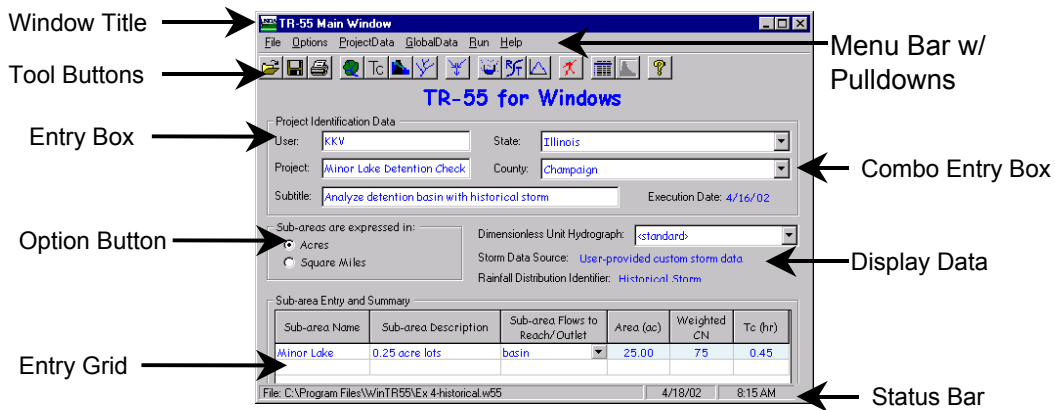 Window Title
TR-55 Main Window
File Options ProjectData GlobalData Run Help
Menu Bar w/
Pulldowns
Tool Buttons
Tc
RF
?
TR-55 for Windows
Project Identification Data
Entry Box
User: KKV State: Illinois
Project: Minor Lake Detention Check County: Champaign
Combo Entry Box
Subtitle: Analyze detention basin with historical storm Execution Date: 4/16/02
Sub-areas are expressed in:
Option Button
Acres
Square Miles
Dimensionless Unit Hydrograph: <standard>
Storm Data Source: User-provided custom storm data
Display Data
Rainfall Distribution Identifier: Historical Storm
Sub-area Entry and Summary
Sub-area Name Sub-area Description Sub-area Flows to Reach/Outlet Area (ac) Weighted CN Tc (hr)
Minor Lake 0.25 acre lots basin 25.00 75 0.45
Entry Grid
File: C:\Program Files\WinTR55\Ex 4-historical.w55 4/18/02 8:15 AM
Status Bar